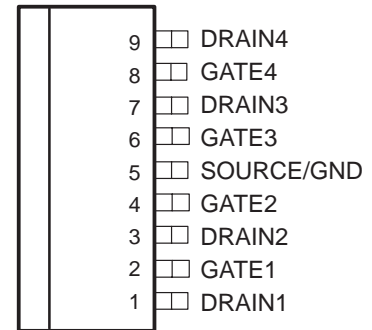 9 DRAIN4
8 GATE4
7 DRAIN3
6 GATE3
5 SOURCE/GND
4 GATE2
3 DRAIN2
2 GATE1
1 DRAIN1